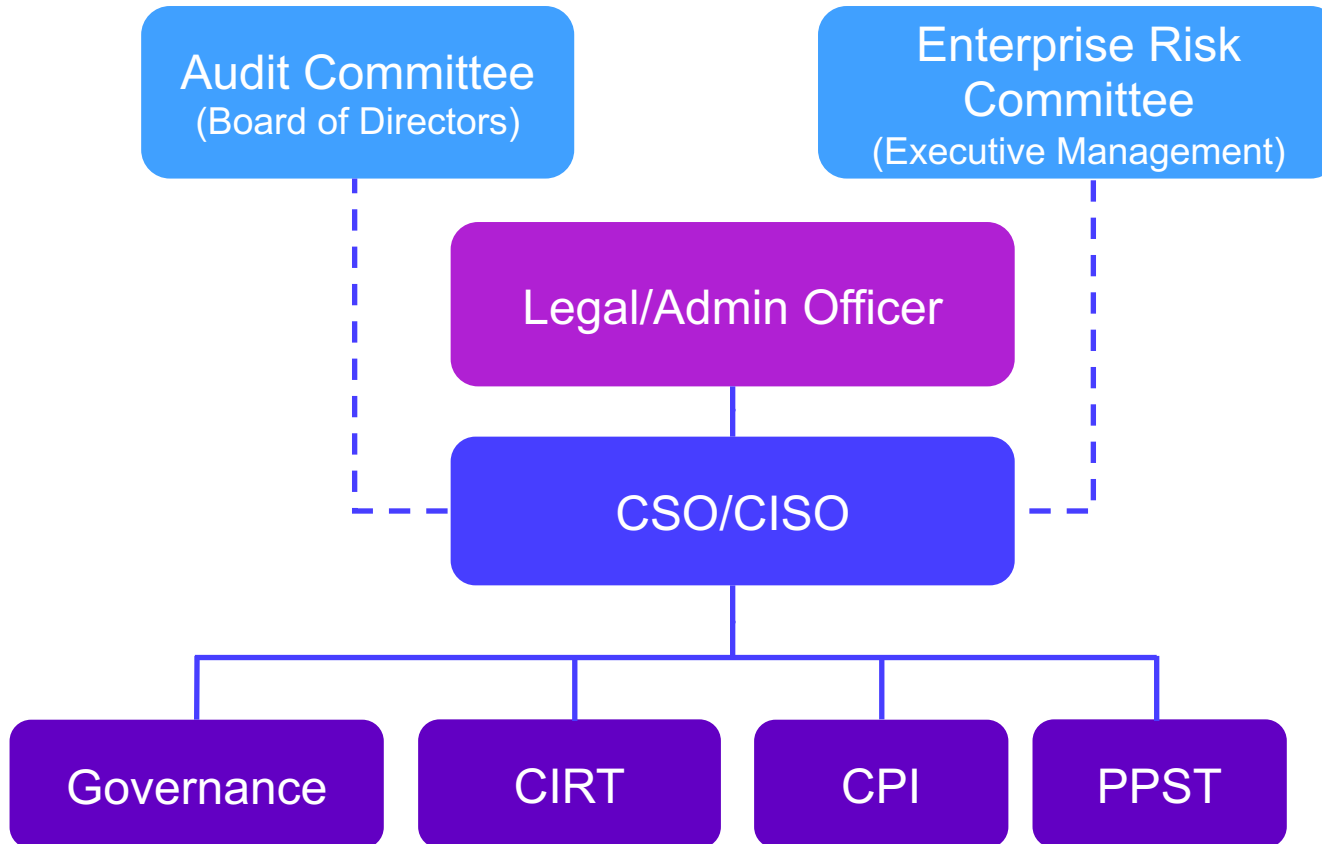 Audit Committee
(Board of Directors)
Enterprise Risk
Committee
(Executive Management)
Legal/Admin Officer
CSO/CISO
Governance
CIRT
CPI
PPST